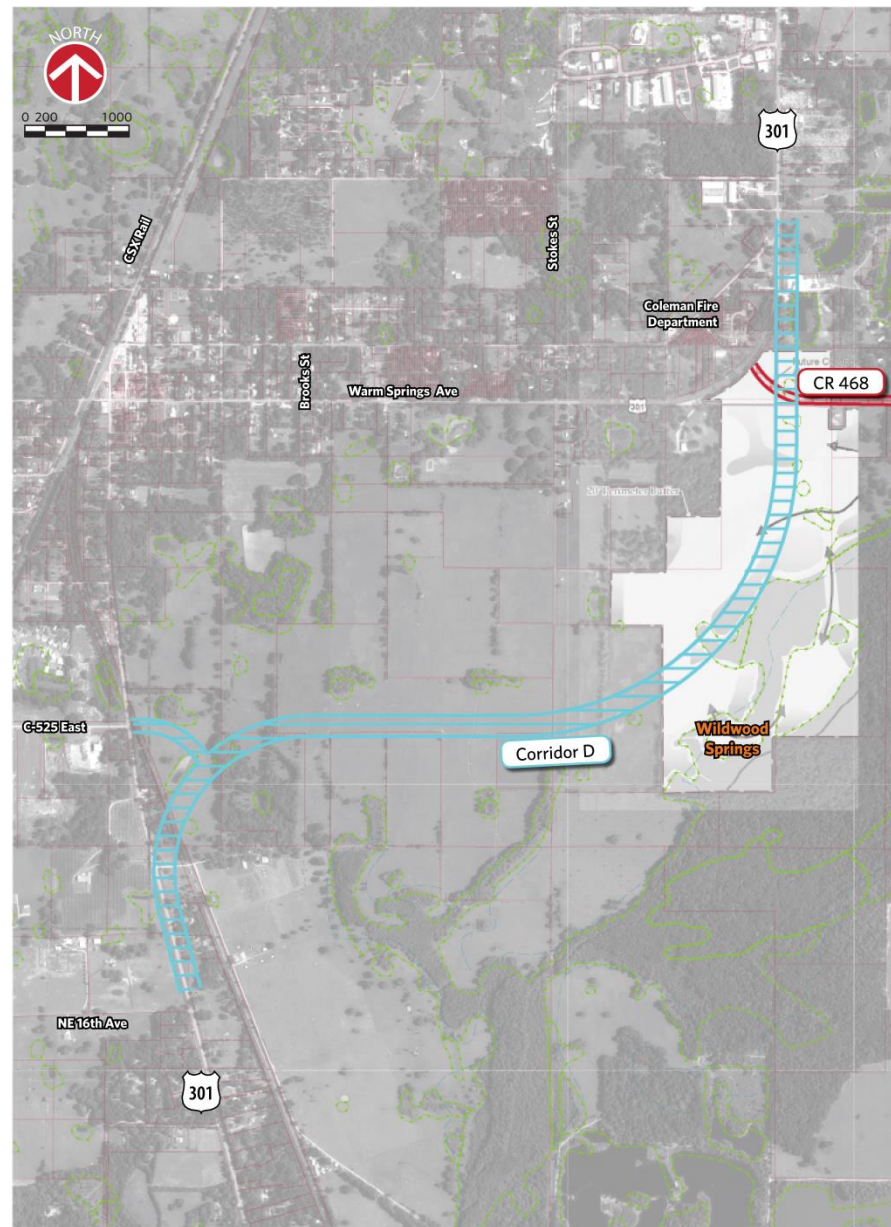 NORTH
0 200 1000
301
CSX Rail
Stokes St
Coleman Fire
Department
Brooks St
Warm Springs Ave
301
CR 468
20' Perimeter Buffer
C-525 East
Corridor D
Wildwood
Springs
NE 16th Ave
301